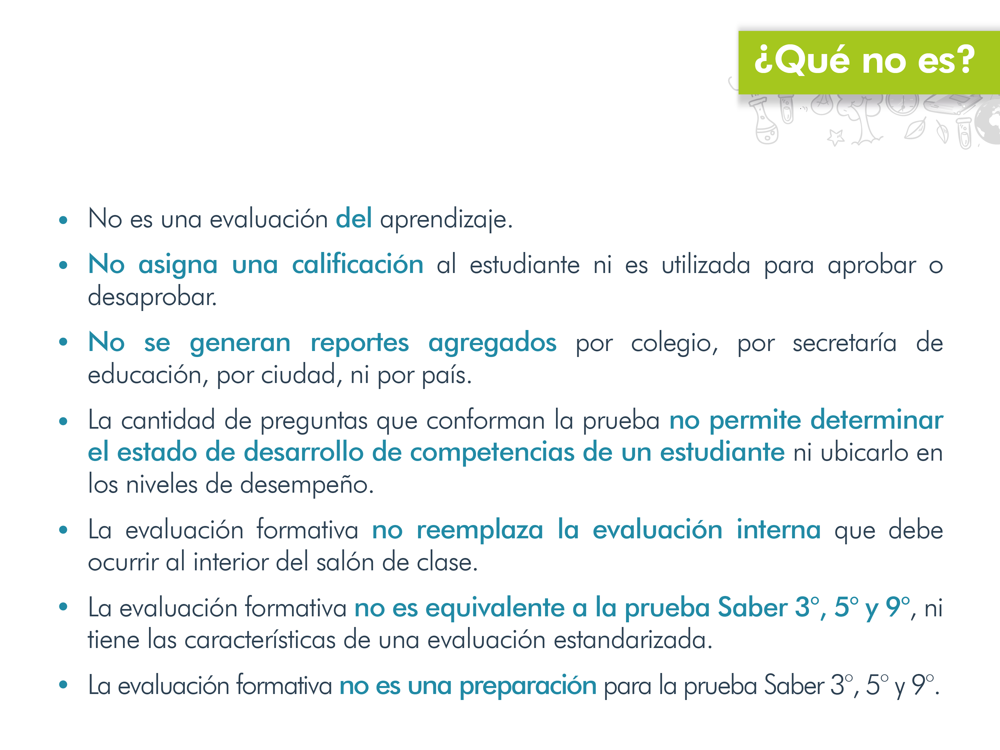 ¿Qué no es?
• No es una evaluación del aprendizaje.
• No asigna una calificación al estudiante ni es utilizada para aprobar o
desaprobar.
• No se generan reportes agregados por colegio, por secretaría de
educación, por ciudad, ni por país.
• La cantidad de preguntas que conforman la prueba no permite determinar
el estado de desarrollo de competencias de un estudiante ni ubicarlo en
los niveles de desempeño.
• La evaluación formativa no reemplaza la evaluación interna que debe
ocurrir al interior del salón de clase.
• La evaluación formativa no es equivalente a la prueba Saber 3°, 5° y 9°, ni
tiene las características de una evaluación estandarizada.
• La evaluación formativa no es una preparación para la prueba Saber 3°, 5° y 9°.